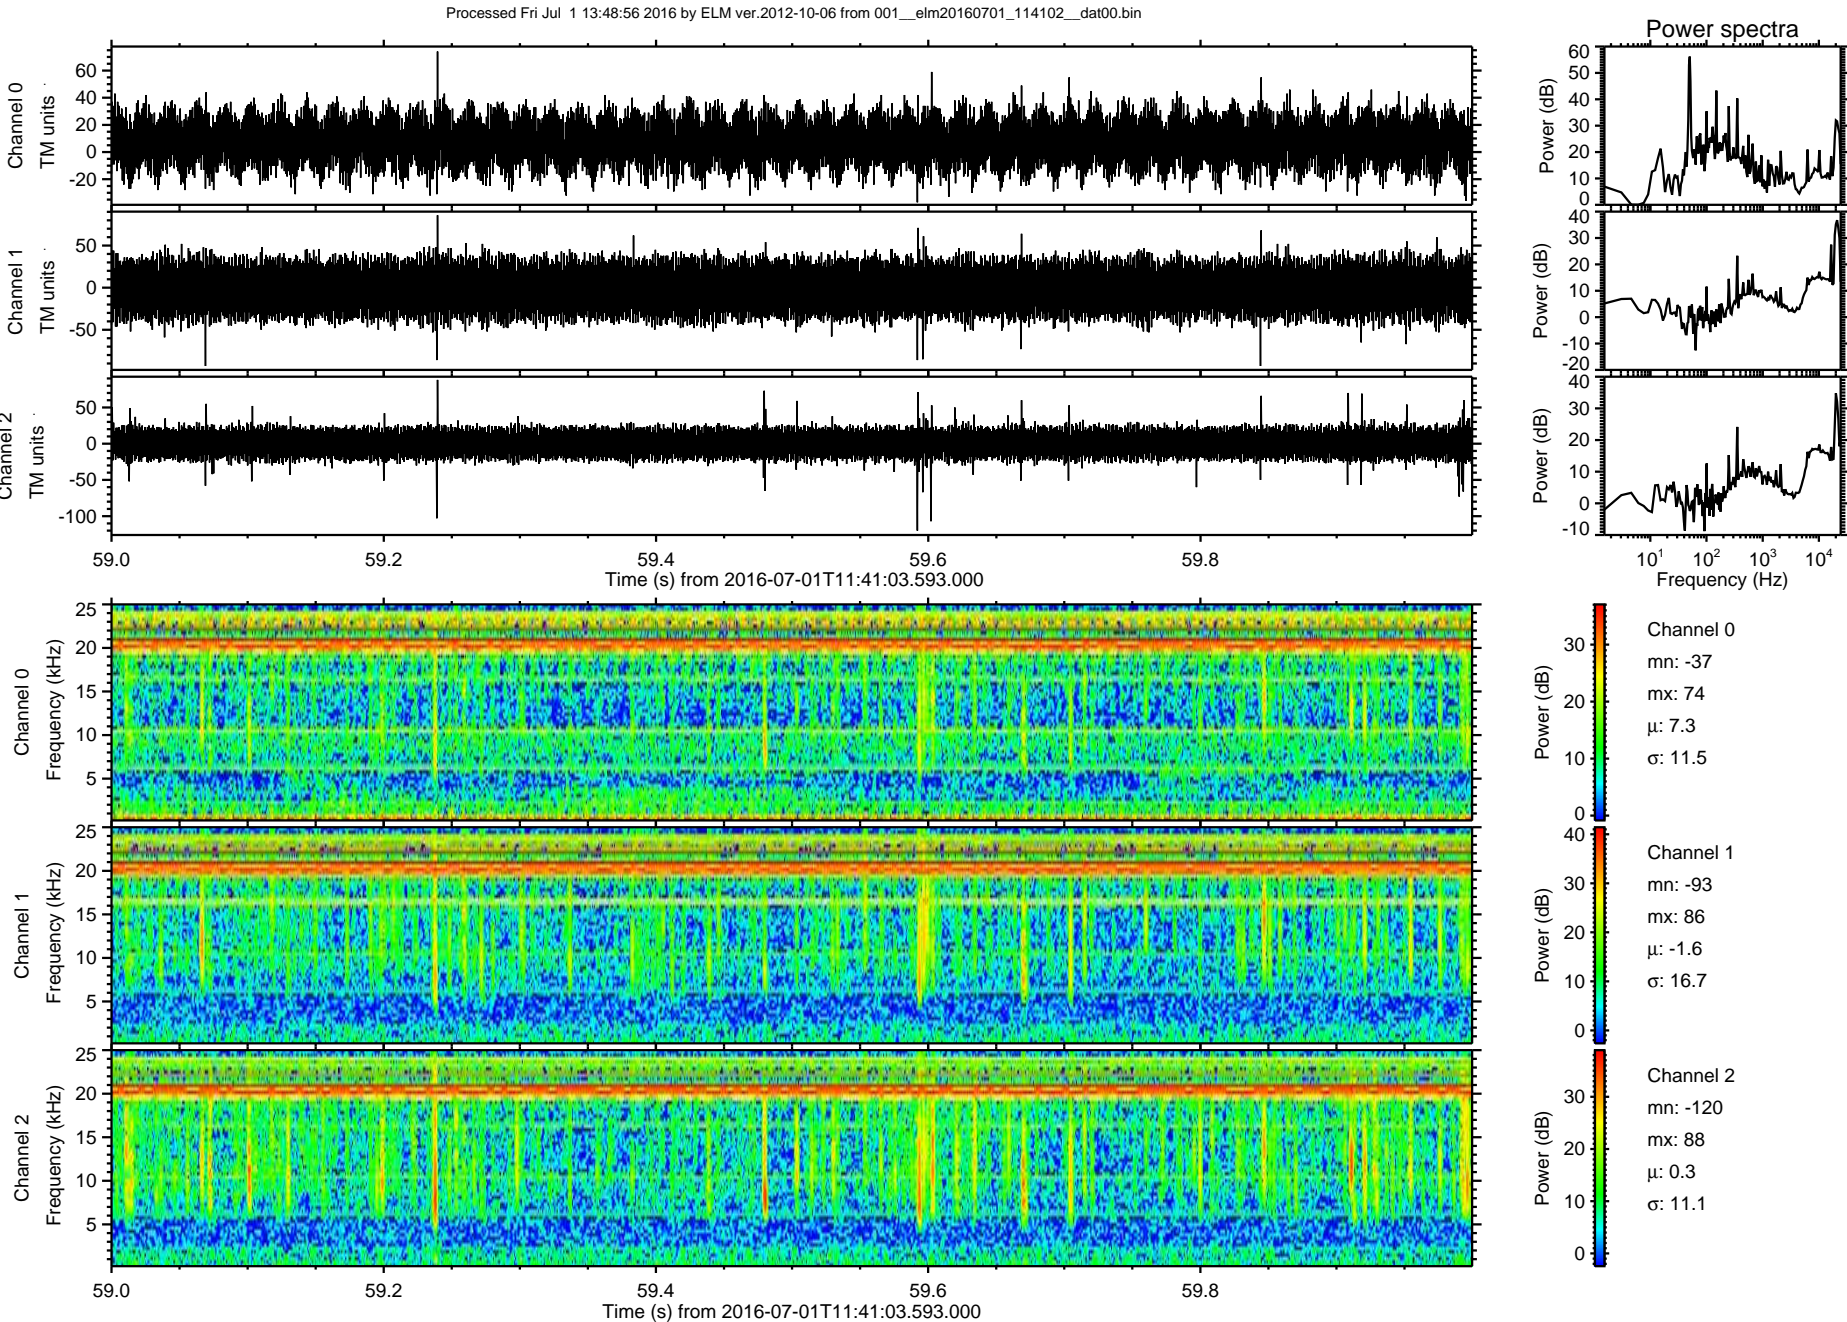 Processed Fri Jul  1 13:48:56 2016 by ELM ver.2012-10-06 from 001__elm20160701_114102__dat00.bin
Power spectra
Channel 0
TM units
60
40
20
0
-20
Power (dB)
60
50
40
30
20
10
0
Channel 1
TM units
50
0
-50
Power (dB)
40
30
20
10
0
-10
-20
Channel 2
TM units
50
0
-50
-100
Power (dB)
40
30
20
10
0
-10
59.0 59.2 59.4 59.6 59.8
Time (s) from 2016-07-01T11:41:03.593.000
10^1 10^2 10^3 10^4
Frequency (Hz)
Channel 0
Frequency (kHz)
25
20
15
10
5
Power (dB)
30
20
10
0
Channel 0
mn: -37
mx: 74
μ: 7.3
σ: 11.5
Channel 1
Frequency (kHz)
25
20
15
10
5
Power (dB)
40
30
20
10
0
Channel 1
mn: -93
mx: 86
μ: -1.6
σ: 16.7
Channel 2
Frequency (kHz)
25
20
15
10
5
Power (dB)
30
20
10
0
Channel 2
mn: -120
mx: 88
μ: 0.3
σ: 11.1
59.0 59.2 59.4 59.6 59.8
Time (s) from 2016-07-01T11:41:03.593.000